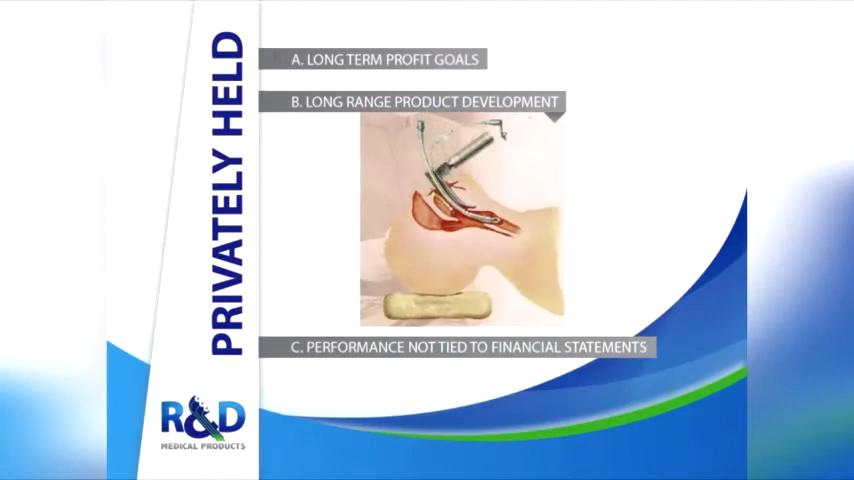 PRIVATELY HELD
A. LONG TERM PROFIT GOALS
B. LONG RANGE PRODUCT DEVELOPMENT
C. PERFORMANCE NOT TIED TO FINANCIAL STATEMENTS
R&D
MEDICAL PRODUCTS